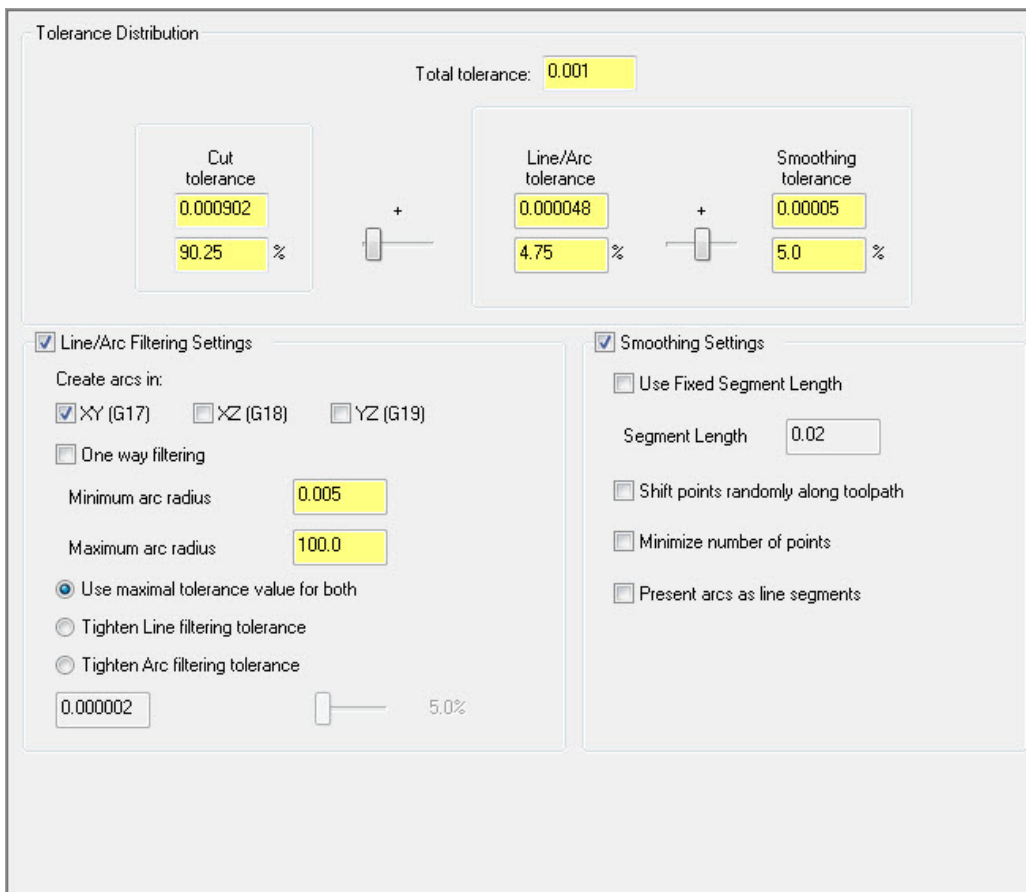 Tolerance Distribution
Total tolerance: 0.001
Cut
tolerance
0.000902
90.25 %
+
Line/Arc
tolerance
0.000048
4.75 %
+
Smoothing
tolerance
0.00005
5.0 %
Line/Arc Filtering Settings
Create arcs in:
XY (G17) XZ (G18) YZ (G19)
One way filtering
Minimum arc radius 0.005
Maximum arc radius 100.0
Use maximal tolerance value for both
Tighten Line filtering tolerance
Tighten Arc filtering tolerance
0.000002 5.0%
Smoothing Settings
Use Fixed Segment Length
Segment Length 0.02
Shift points randomly along toolpath
Minimize number of points
Present arcs as line segments